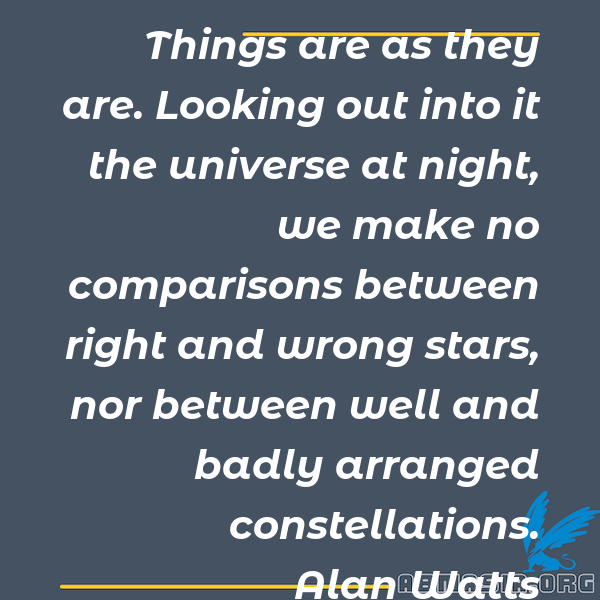 Things are as they
are. Looking out into it
the universe at night,
we make no
comparisons between
right and wrong stars,
nor between well and
badly arranged
constellations.
Alan Watts